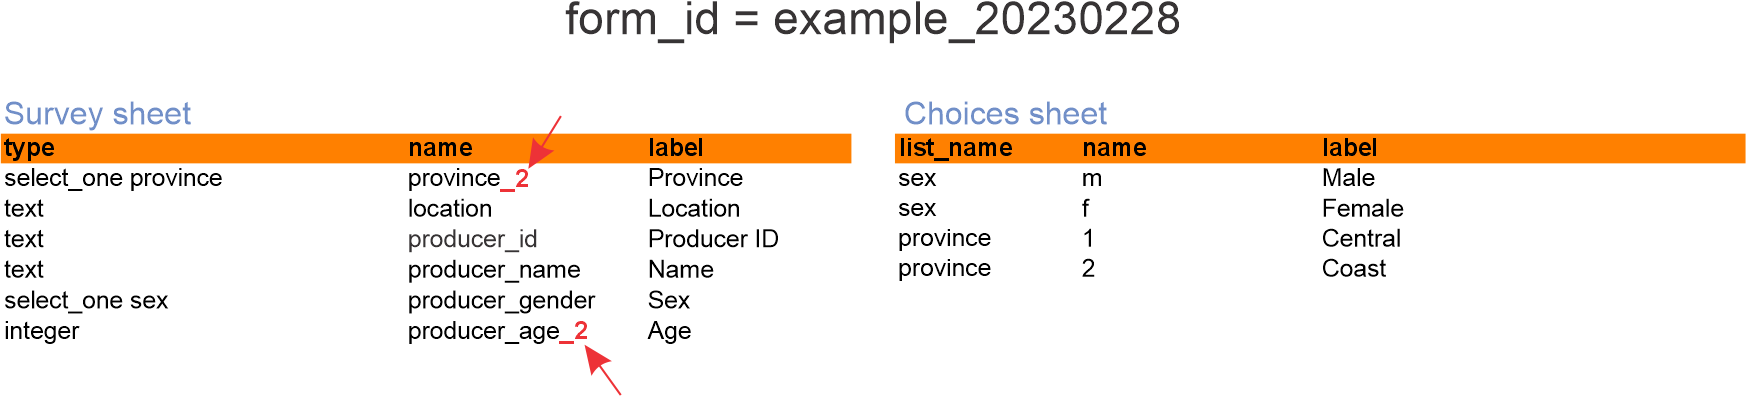 form_id = example_20230228
Survey sheet
type name label
select_one province province_2 Province
text location Location
text producer_id Producer ID
text producer_name Name
select_one sex producer_gender Sex
integer producer_age_2 Age
Choices sheet
list_name name label
sex m Male
sex f Female
province 1 Central
province 2 Coast